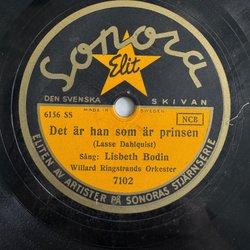 Sonora
Elit
DEN SVENSKA SKIVAN
MADE IN SWEDEN
6156 SS
NCB
Det är han som är prinsen
(Lasse Dahlquist)
Sång: Lisbeth Bodin
Willard Ringstrands Orkester
7102
ELITEN AV ARTISTER PÅ SONORAS STJÄRNSERIE